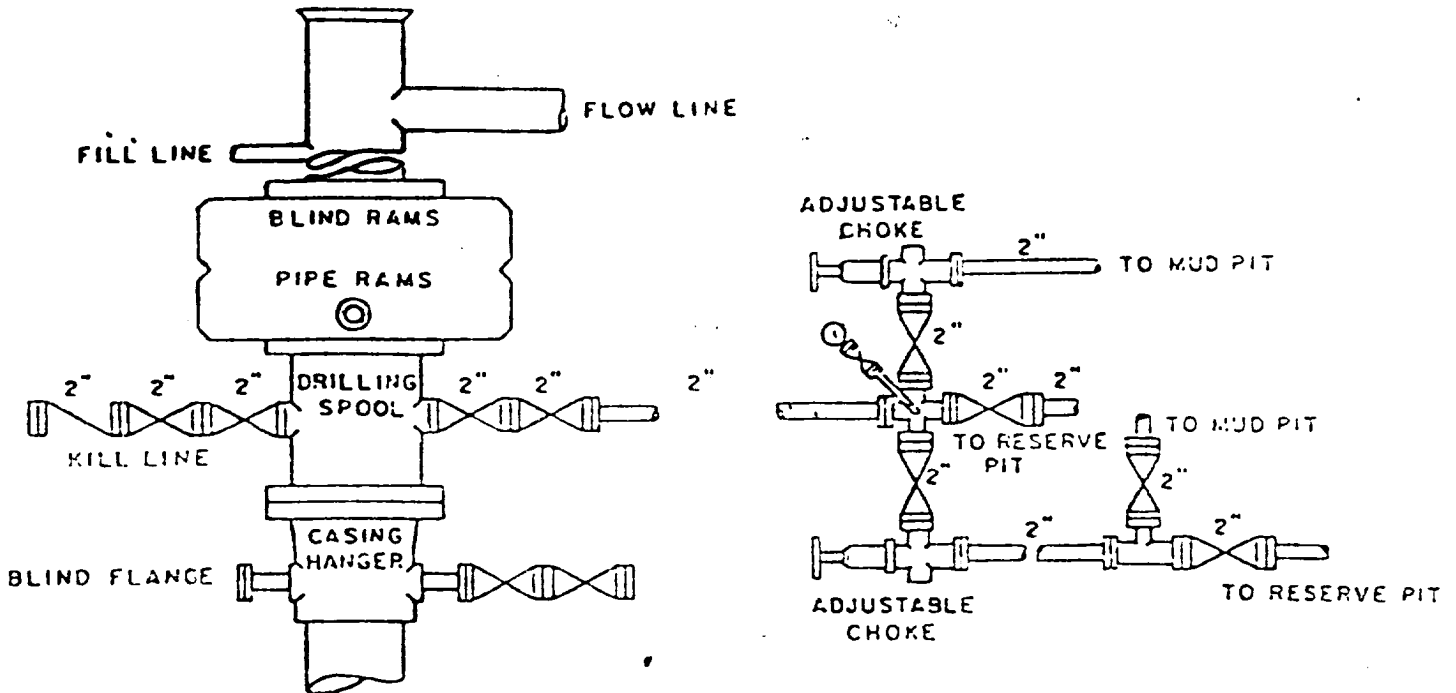 FLOW LINE
FILL LINE
BLIND RAMS
PIPE RAMS
2" 2" 2"
DRILLING
SPOOL
2" 2"
2"
KILL LINE
CASING
HANGER
BLIND FLANGE
ADJUSTABLE
CHOKE
2"
TO MUD PIT
2"
2" 2"
TO RESERVE
PIT
TO MUD PIT
2"
2"
2"
2"
TO RESERVE PIT
ADJUSTABLE
CHOKE